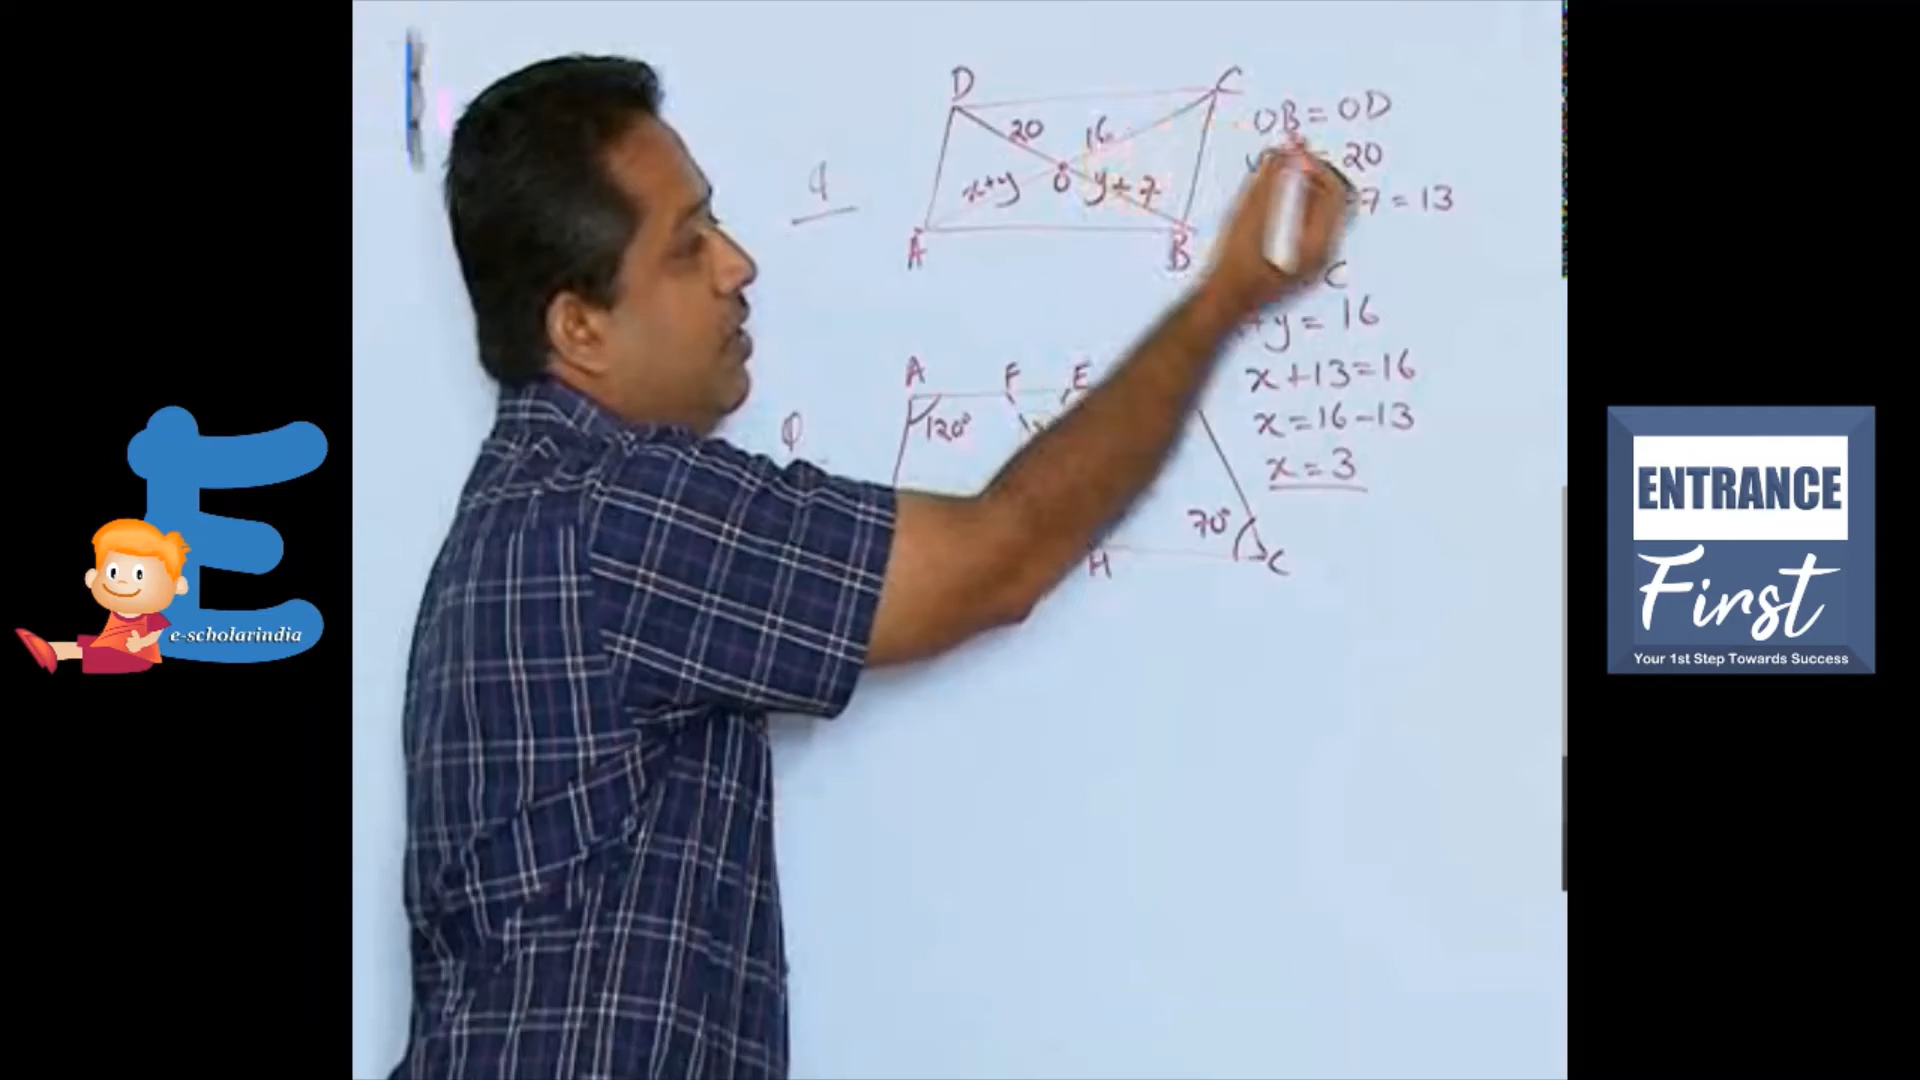 D
C
20
16
x+y
O
y+7
A
B
OB = OD
= 20
-7 = 13
C
+y = 16
x+13=16
x=16-13
x=3
A
F
E
120°
70°
H
C
e-scholarindia
ENTRANCE
First
Your 1st Step Towards Success